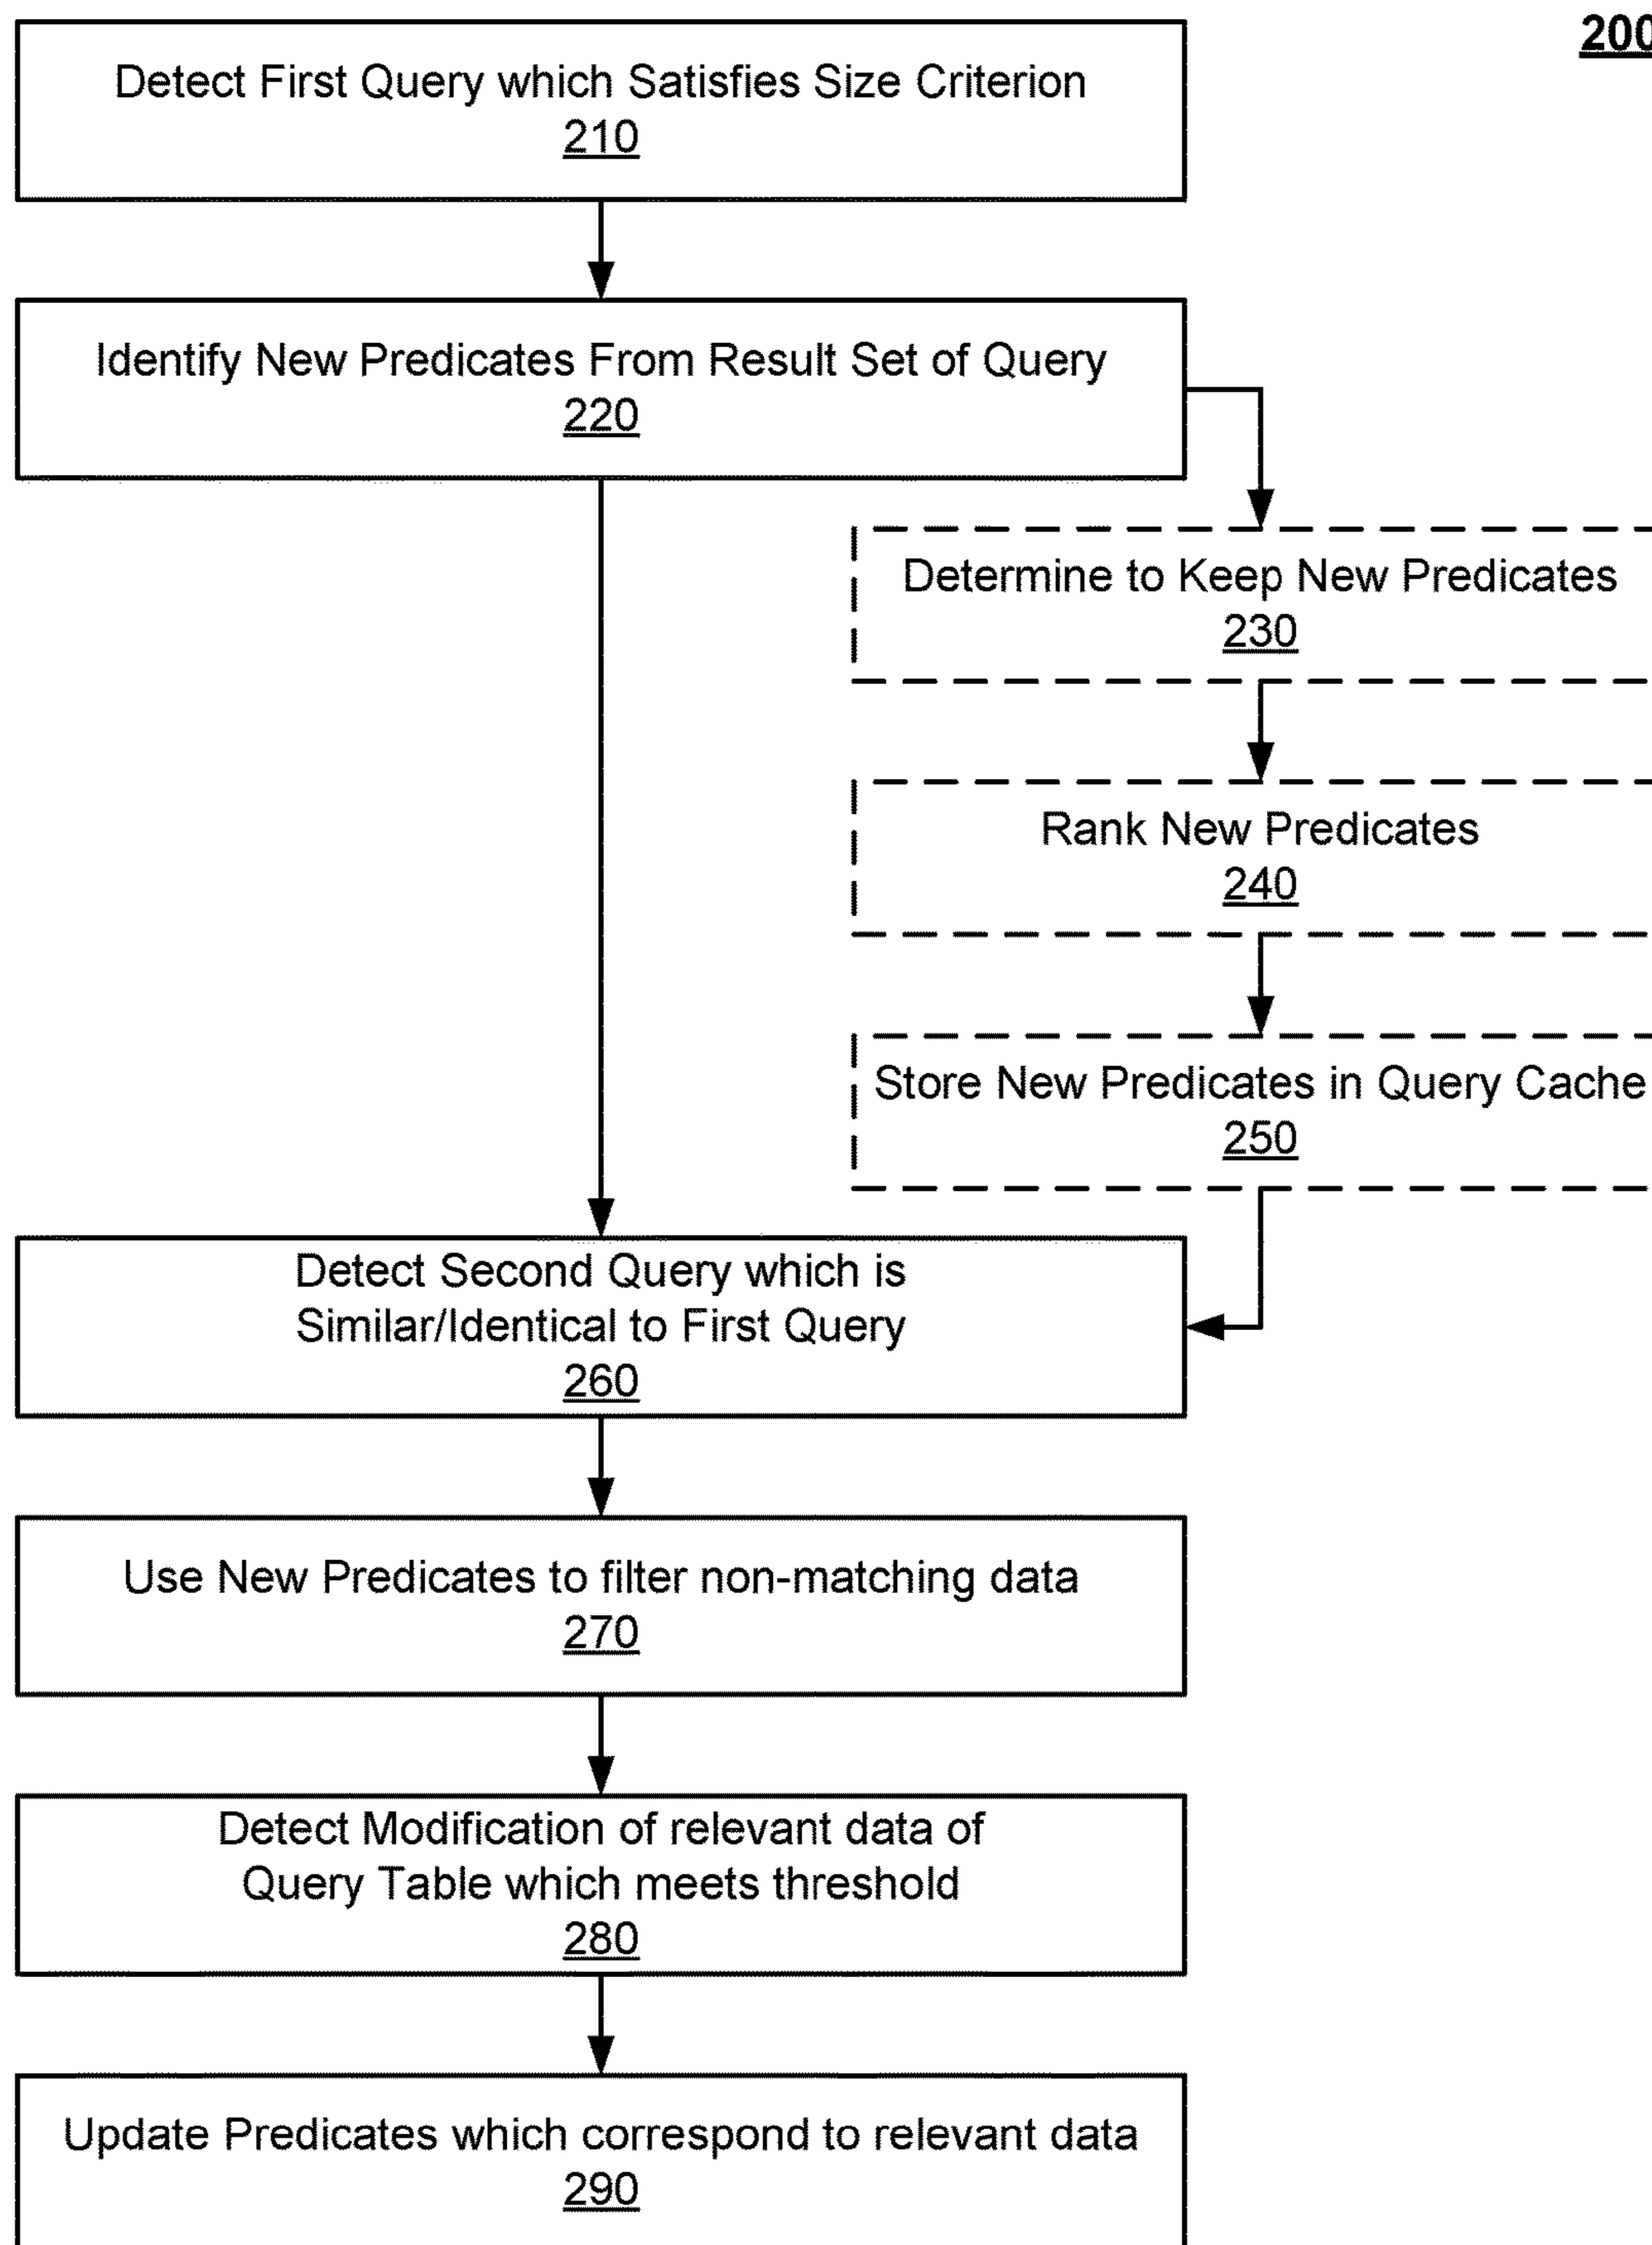 200
Detect First Query which Satisfies Size Criterion
210
Identify New Predicates From Result Set of Query
220
Determine to Keep New Predicates
230
Rank New Predicates
240
Store New Predicates in Query Cache
250
Detect Second Query which is
Similar/Identical to First Query
260
Use New Predicates to filter non-matching data
270
Detect Modification of relevant data of
Query Table which meets threshold
280
Update Predicates which correspond to relevant data
290